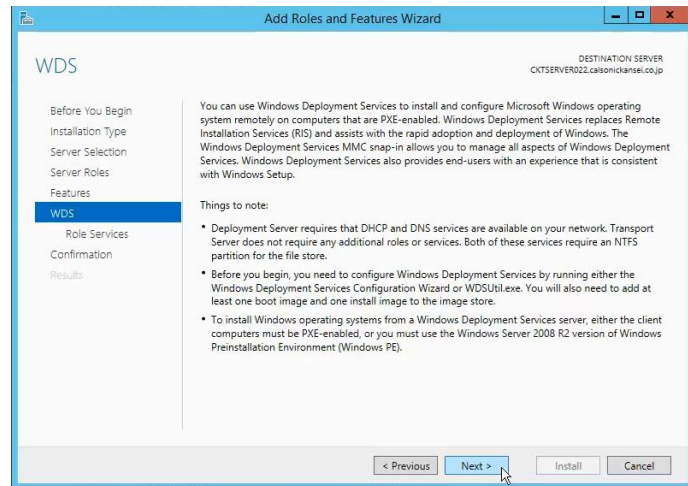 Add Roles and Features Wizard
WDS
DESTINATION SERVER
CKTSERVER022.calsonickansei.co.jp
Before You Begin
Installation Type
Server Selection
Server Roles
Features
WDS
Role Services
Confirmation
Results
You can use Windows Deployment Services to install and configure Microsoft Windows operating
system remotely on computers that are PXE-enabled. Windows Deployment Services replaces Remote
Installation Services (RIS) and assists with the rapid adoption and deployment of Windows. The
Windows Deployment Services MMC snap-in allows you to manage all aspects of Windows Deployment
Services. Windows Deployment Services also provides end-users with an experience that is consistent
with Windows Setup.
Things to note:
• Deployment Server requires that DHCP and DNS services are available on your network. Transport
Server does not require any additional roles or services. Both of these services require an NTFS
partition for the file store.
• Before you begin, you need to configure Windows Deployment Services by running either the
Windows Deployment Services Configuration Wizard or WDSUtil.exe. You will also need to add at
least one boot image and one install image to the image store.
• To install Windows operating systems from a Windows Deployment Services server, either the client
computers must be PXE-enabled, or you must use the Windows Server 2008 R2 version of Windows
Preinstallation Environment (Windows PE).
< Previous
Next >
Install
Cancel